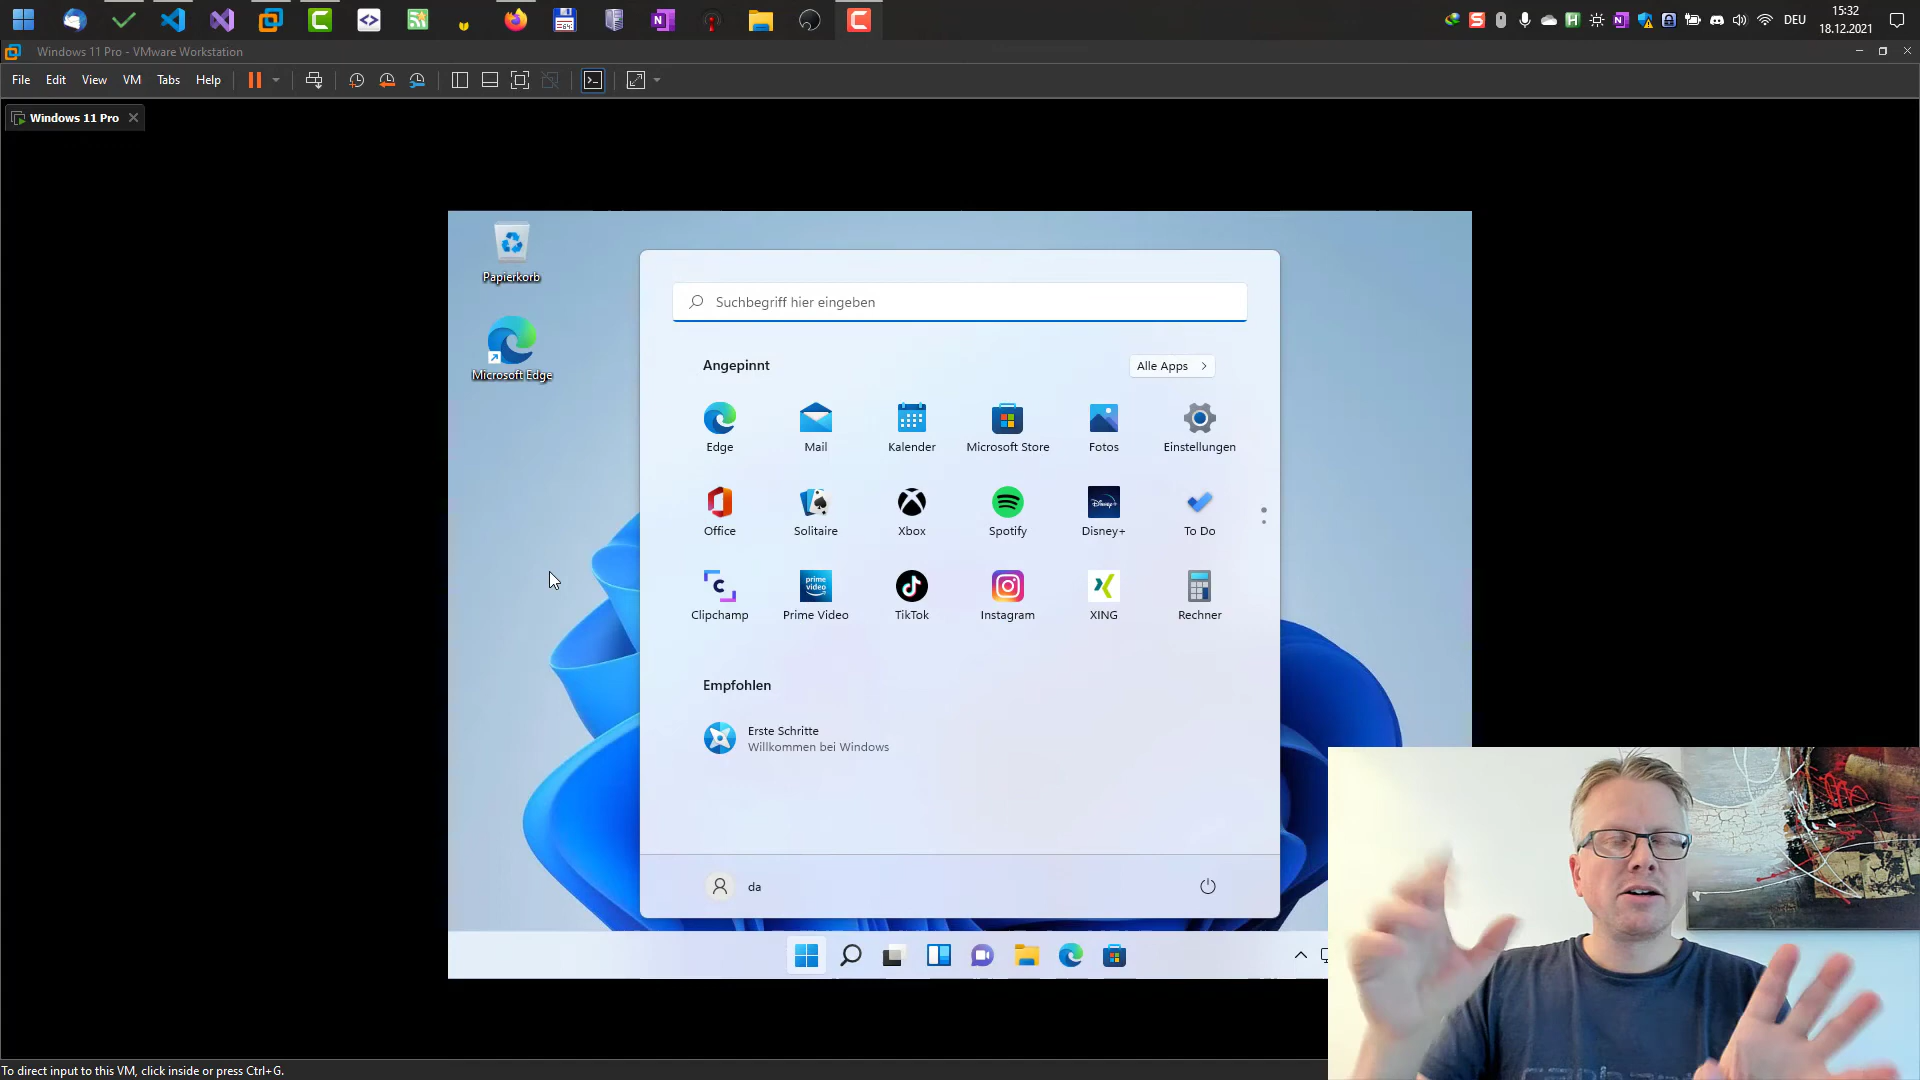 DEU
15:32
18.12.2021
Windows 11 Pro - VMware Workstation
File Edit View VM Tabs Help
Windows 11 Pro
Papierkorb
Microsoft Edge
Suchbegriff hier eingeben
Angepinnt
Alle Apps
Edge Mail Kalender Microsoft Store Fotos Einstellungen
Office Solitaire Xbox Spotify Disney+ To Do
Clipchamp Prime Video TikTok Instagram XING Rechner
Empfohlen
Erste Schritte
Willkommen bei Windows
da
To direct input to this VM, click inside or press Ctrl+G.